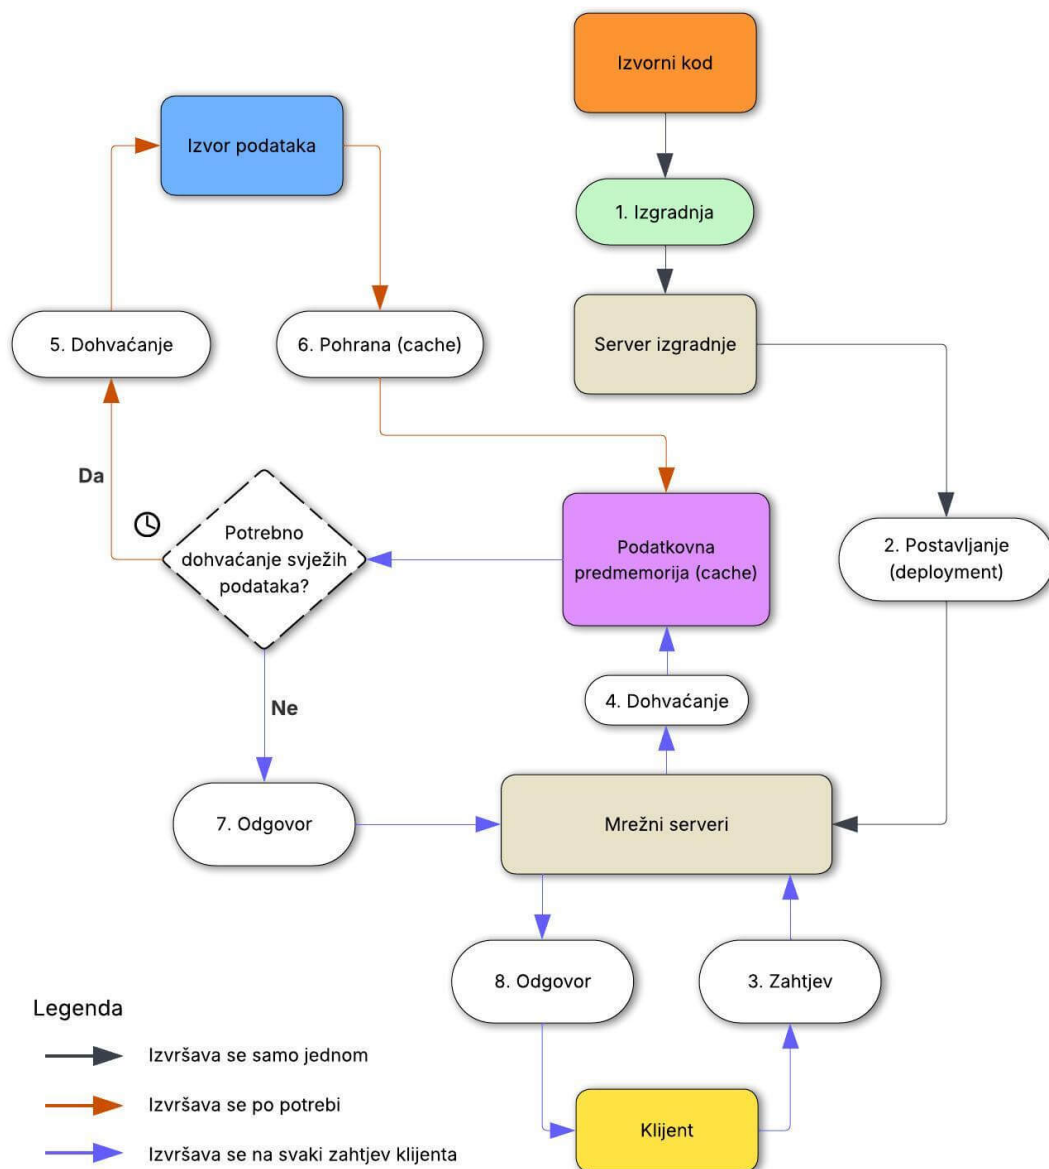 Izvorni kod
Izvor podataka
1. Izgradnja
5. Dohvaćanje
6. Pohrana (cache)
Server izgradnje
Da
Potrebno
dohvaćanje svježih
podataka?
Podatkovna
predmemorija (cache)
2. Postavljanje
(deployment)
4. Dohvaćanje
Ne
7. Odgovor
Mrežni serveri
8. Odgovor
3. Zahtjev
Legenda
Izvršava se samo jednom
Izvršava se po potrebi
Klijent
Izvršava se na svaki zahtjev klijenta